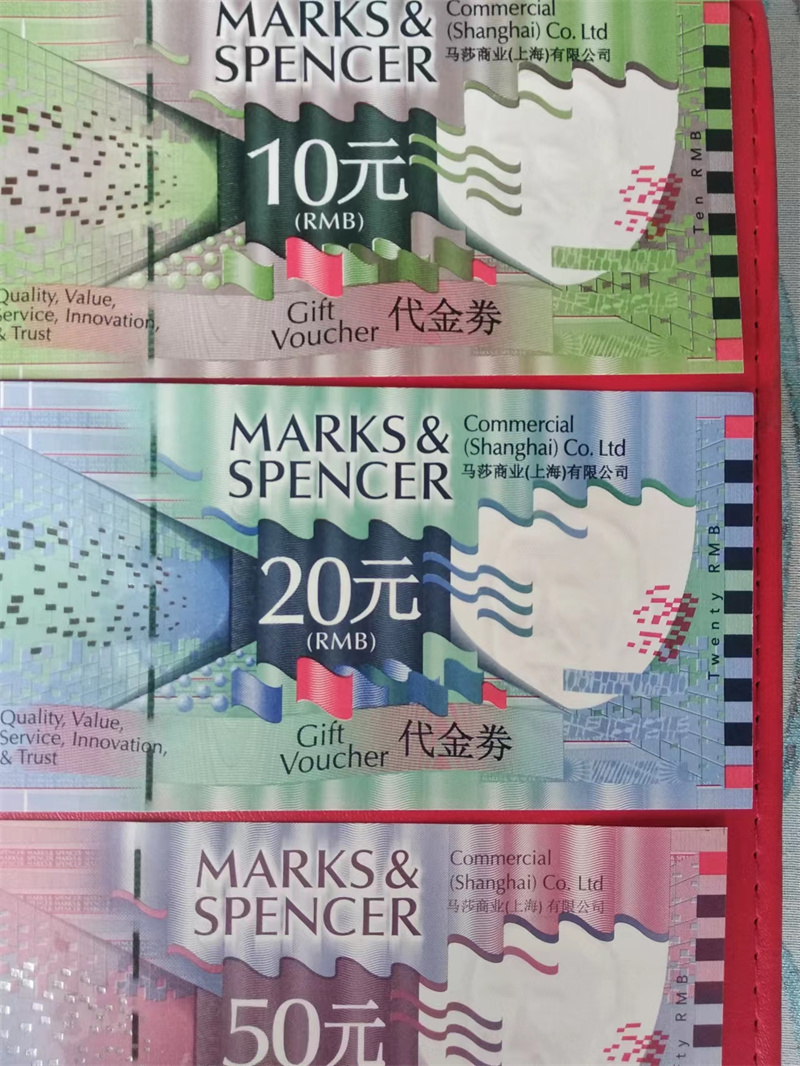 MARKS &
SPENCER
Commercial
(Shanghai) Co. Ltd
马莎商业(上海)有限公司
10元
(RMB)
Ten RMB
Quality, Value,
Service, Innovation,
& Trust
Gift
Voucher
代金券
MARKS &
SPENCER
Commercial
(Shanghai) Co. Ltd
马莎商业(上海)有限公司
20元
(RMB)
Twenty RMB
Quality, Value,
Service, Innovation,
& Trust
Gift
Voucher
代金券
MARKS &
SPENCER
Commercial
(Shanghai) Co. Ltd
马莎商业(上海)有限公司
50元
ty RMB